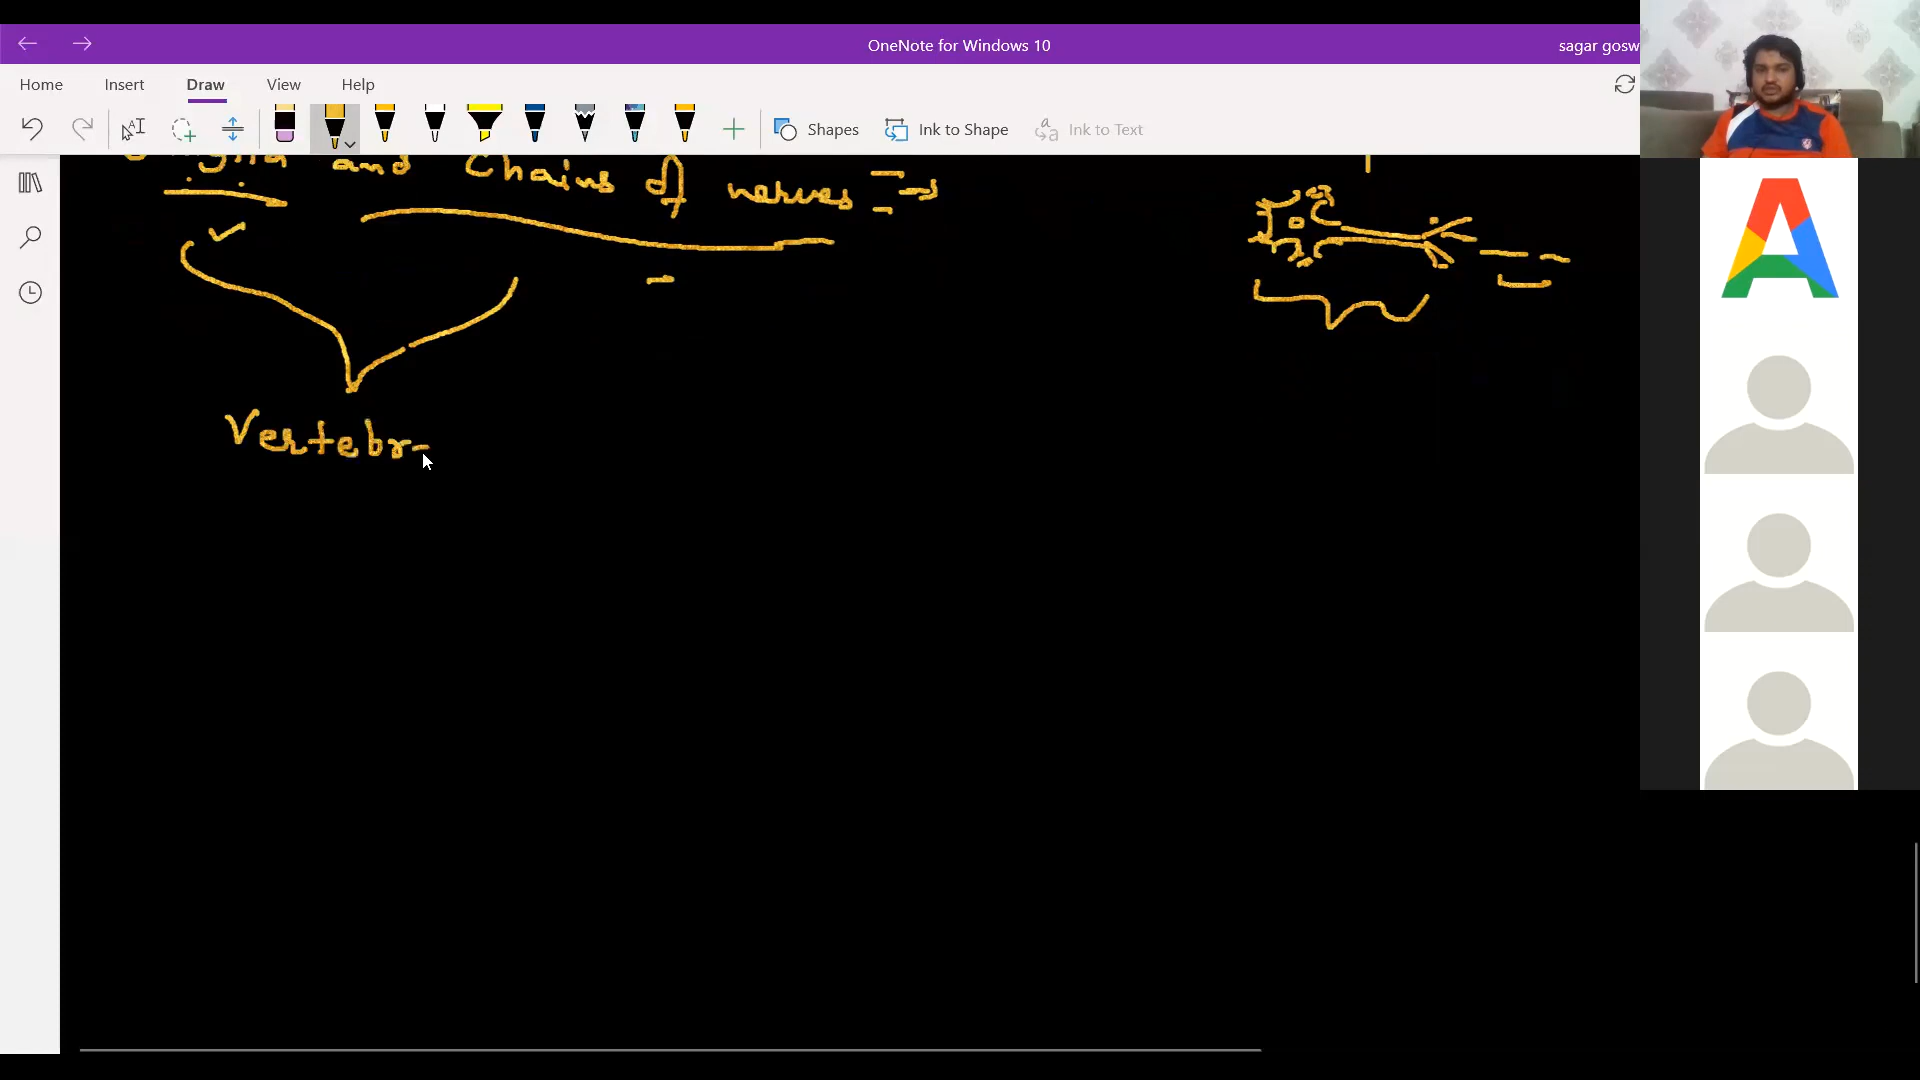 OneNote for Windows 10
sagar gosw
Home Insert Draw View Help
Shapes Ink to Shape Ink to Text
and Chains of nerves
Vertebr-
A